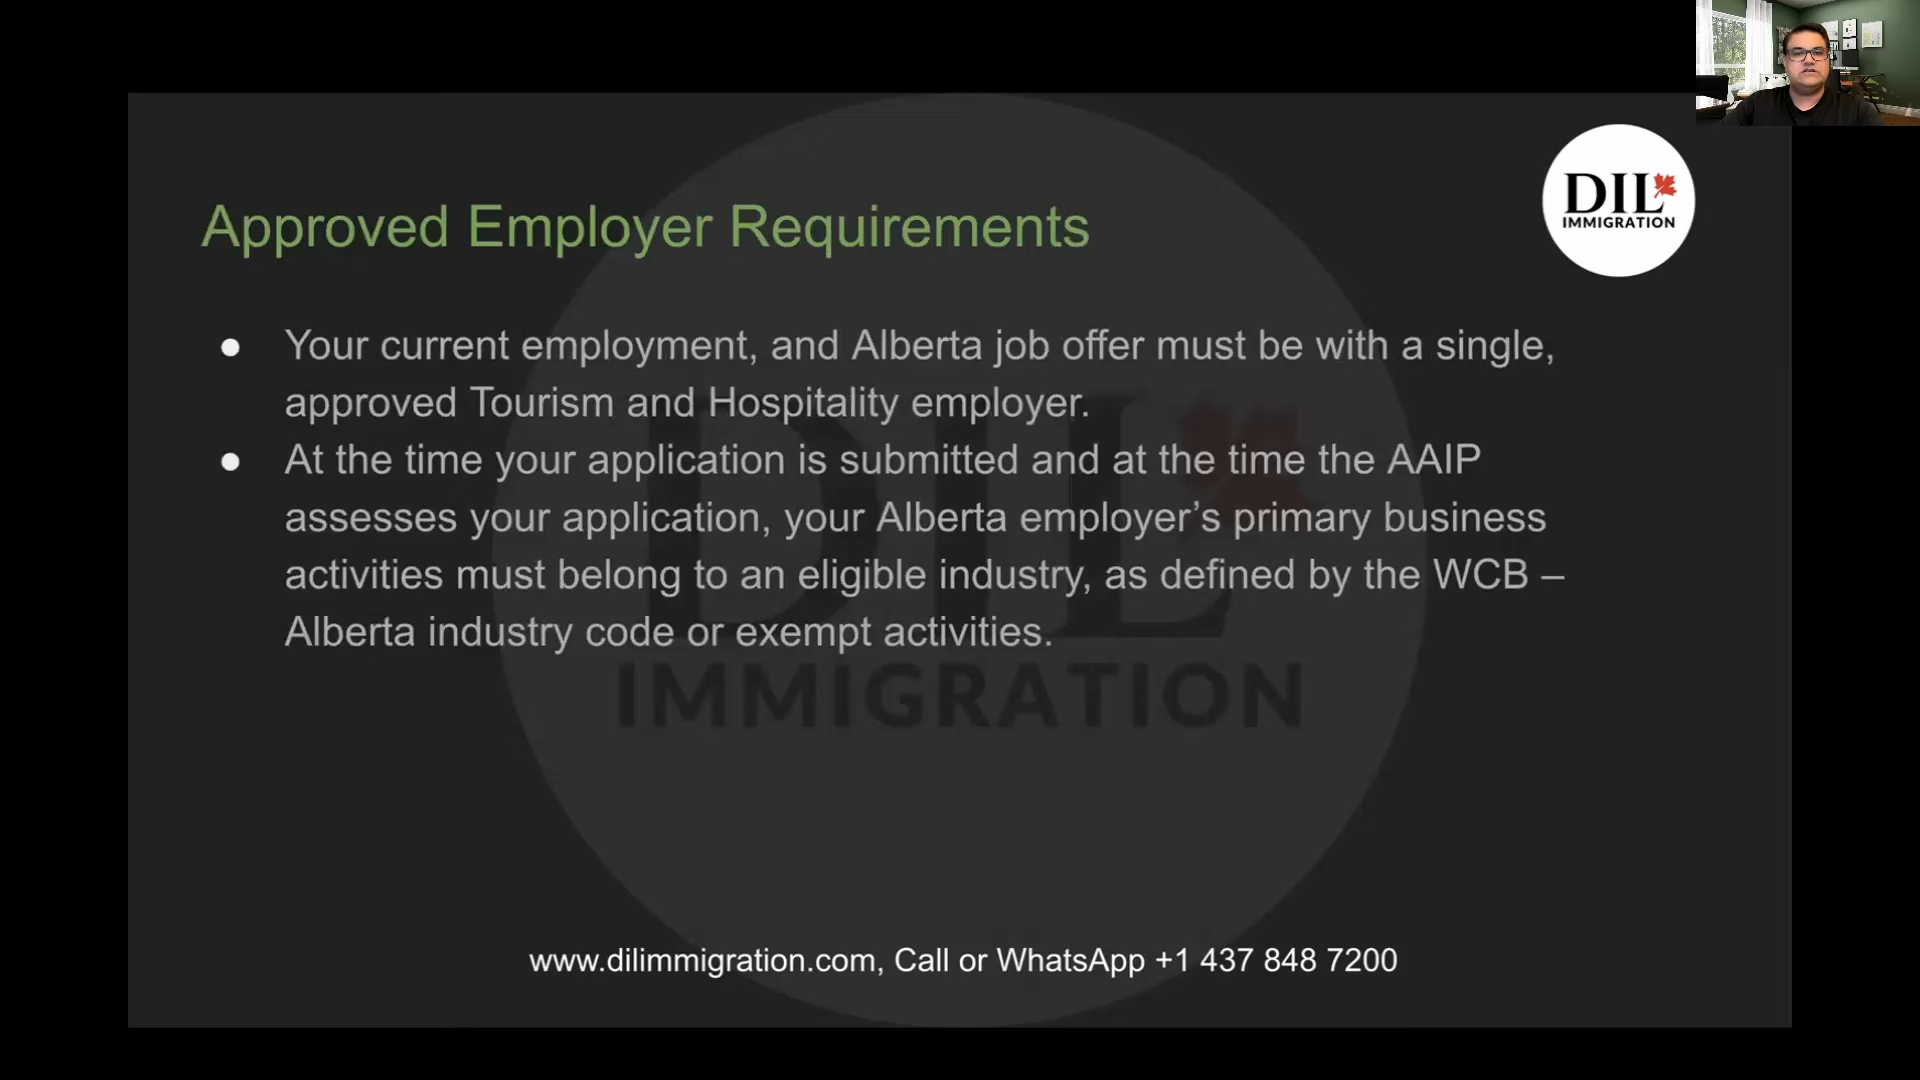 DIL
IMMIGRATION
Approved Employer Requirements
● Your current employment, and Alberta job offer must be with a single,
approved Tourism and Hospitality employer.
● At the time your application is submitted and at the time the AAIP
assesses your application, your Alberta employer’s primary business
activities must belong to an eligible industry, as defined by the WCB –
Alberta industry code or exempt activities.
DIL
IMMIGRATION
www.dilimmigration.com, Call or WhatsApp +1 437 848 7200